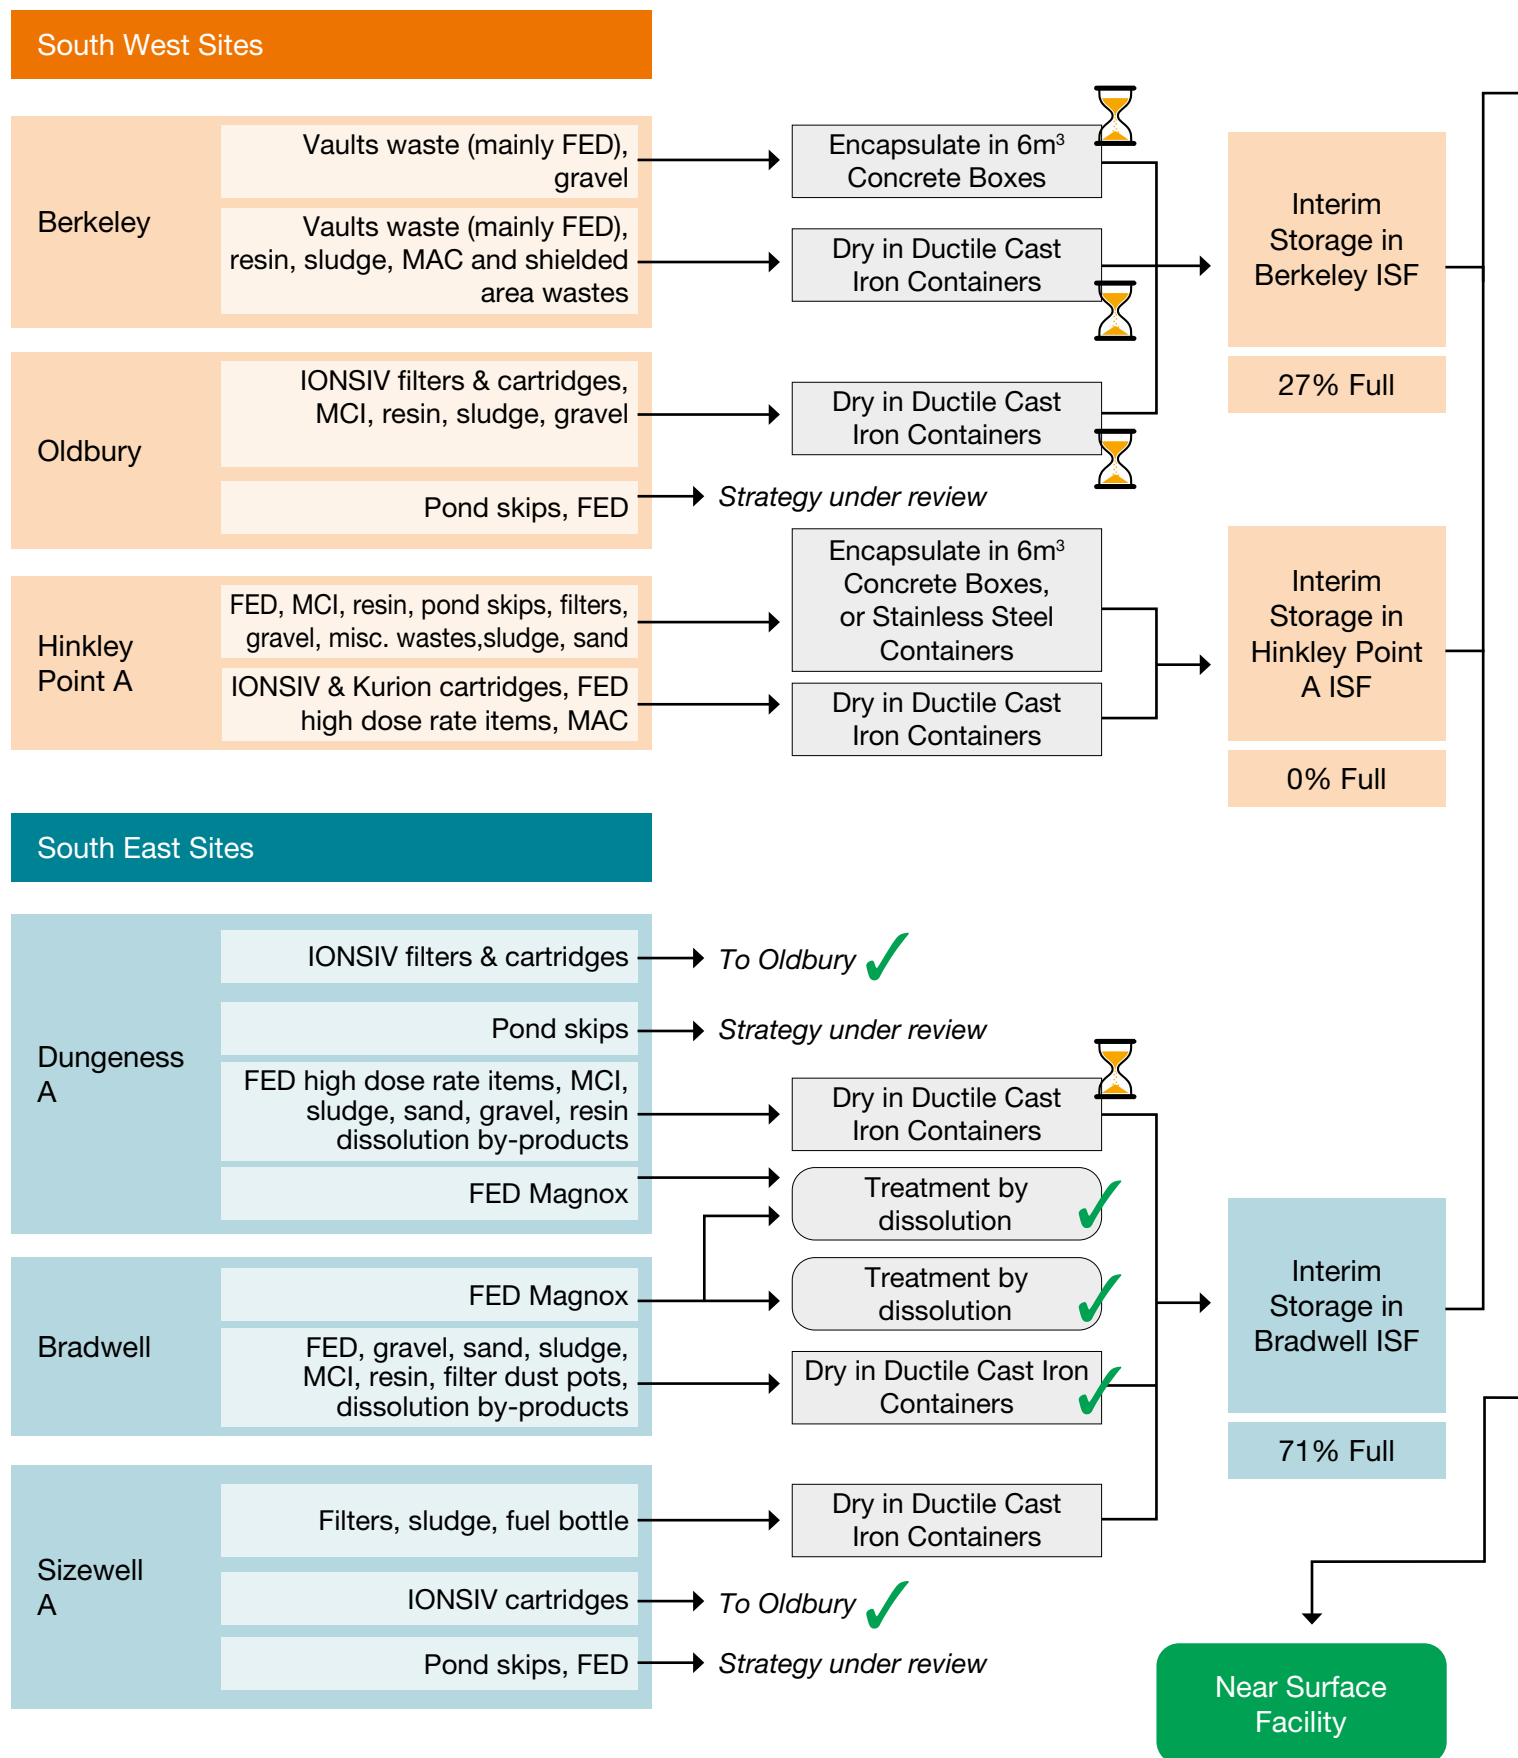 South West Sites
Berkeley
Vaults waste (mainly FED),
gravel
Encapsulate in 6m³
Concrete Boxes
Vaults waste (mainly FED),
resin, sludge, MAC and shielded
area wastes
Dry in Ductile Cast
Iron Containers
Interim
Storage in
Berkeley ISF
27% Full
Oldbury
IONSIV filters & cartridges,
MCI, resin, sludge, gravel
Dry in Ductile Cast
Iron Containers
Pond skips, FED
Strategy under review
Hinkley
Point A
FED, MCI, resin, pond skips, filters,
gravel, misc. wastes,sludge, sand
Encapsulate in 6m³
Concrete Boxes,
or Stainless Steel
Containers
IONSIV & Kurion cartridges, FED
high dose rate items, MAC
Dry in Ductile Cast
Iron Containers
Interim
Storage in
Hinkley Point
A ISF
0% Full
South East Sites
Dungeness
A
IONSIV filters & cartridges
To Oldbury
Pond skips
Strategy under review
FED high dose rate items, MCI,
sludge, sand, gravel, resin
dissolution by-products
Dry in Ductile Cast
Iron Containers
FED Magnox
Treatment by
dissolution
Bradwell
FED Magnox
Treatment by
dissolution
FED, gravel, sand, sludge,
MCI, resin, filter dust pots,
dissolution by-products
Dry in Ductile Cast Iron
Containers
Interim
Storage in
Bradwell ISF
71% Full
Sizewell
A
Filters, sludge, fuel bottle
Dry in Ductile Cast
Iron Containers
IONSIV cartridges
To Oldbury
Pond skips, FED
Strategy under review
Near Surface
Facility